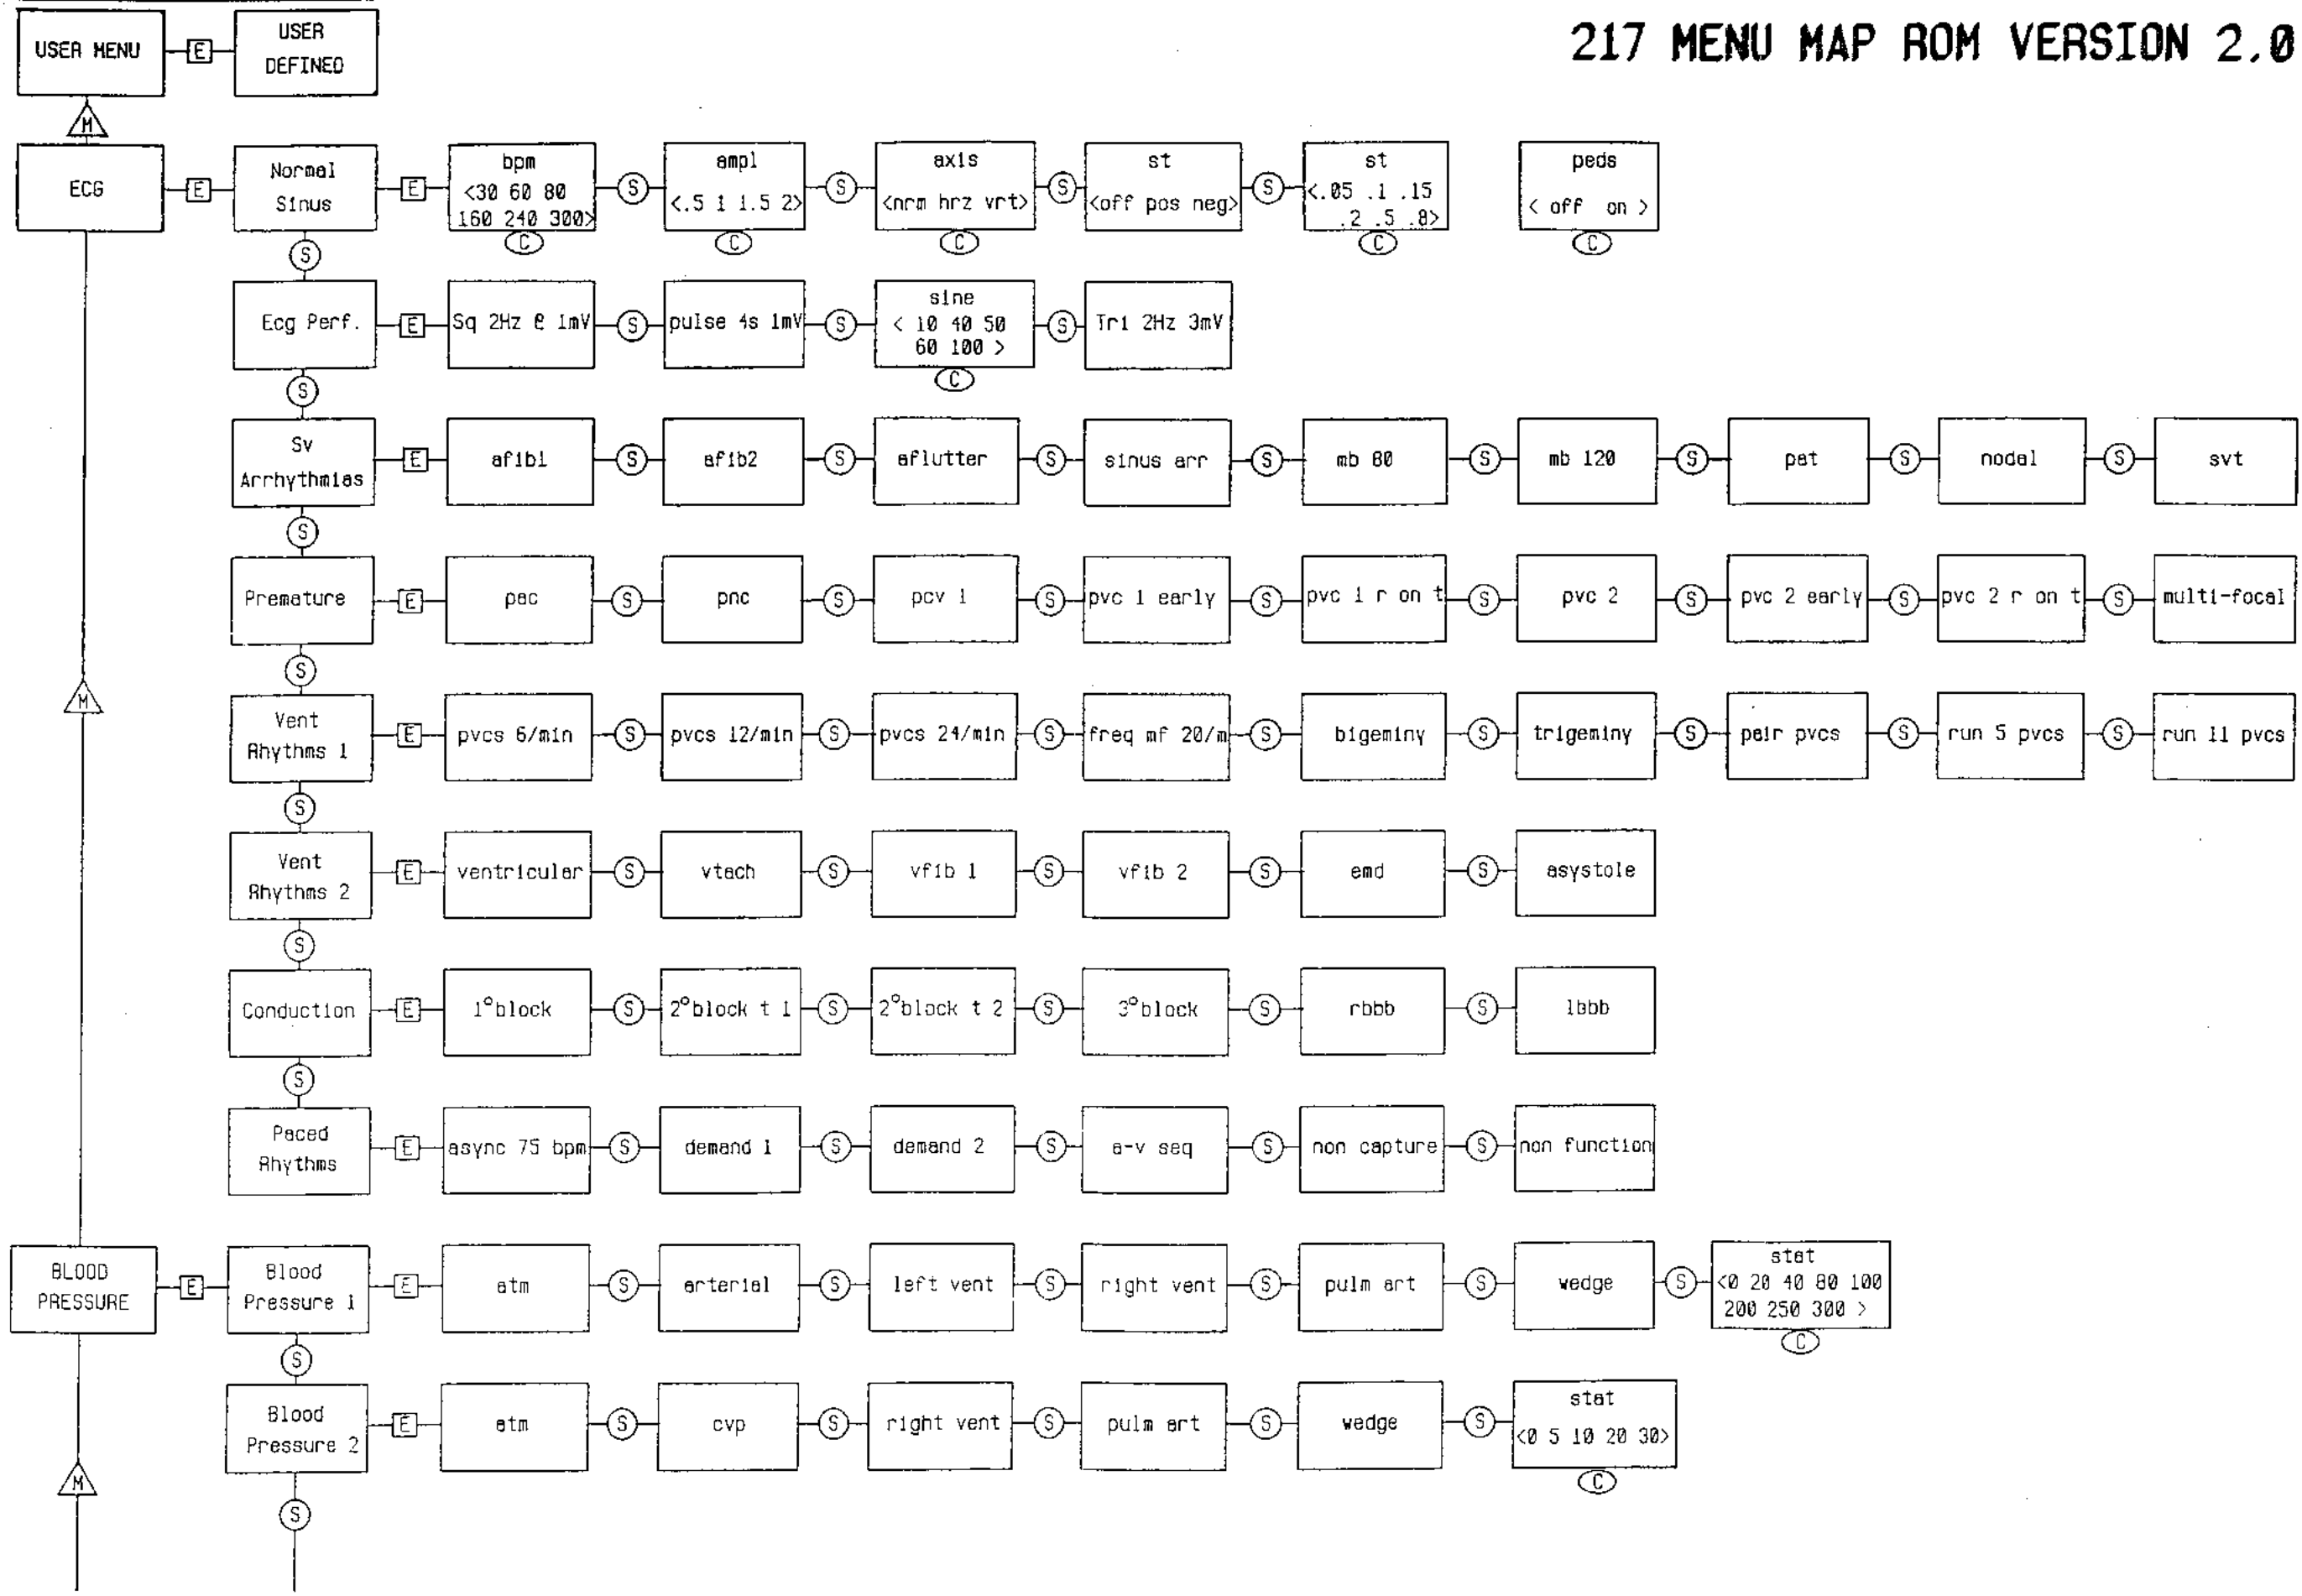 217 MENU MAP ROM VERSION 2.0
USER MENU
E
USER
DEFINED
M
ECG
E
Normal
Sinus
E
bpm
<30 60 80
160 240 300>
C
S
ampl
<.5 1 1.5 2>
C
S
axis
<nrm hrz vrt>
C
S
st
<off pos neg>
S
st
<.05 .1 .15
.2 .5 .8>
C
peds
< off on >
C
S
Ecg Perf.
E
Sq 2Hz @ 1mV
S
pulse 4s 1mV
S
sine
< 10 40 50
60 100 >
C
S
Tri 2Hz 3mV
S
Sv
Arrhythmias
E
afib1
S
afib2
S
aflutter
S
sinus arr
S
mb 80
S
mb 120
S
pat
S
nodal
S
svt
S
Premature
E
pac
S
pnc
S
pcv 1
S
pvc 1 early
S
pvc 1 r on t
S
pvc 2
S
pvc 2 early
S
pvc 2 r on t
S
multi-focal
S
M
Vent
Rhythms 1
E
pvcs 6/min
S
pvcs 12/min
S
pvcs 24/min
S
freq mf 20/m
S
bigeminy
S
trigeminy
S
pair pvcs
S
run 5 pvcs
S
run 11 pvcs
S
Vent
Rhythms 2
E
ventricular
S
vtach
S
vfib 1
S
vfib 2
S
emd
S
asystole
S
Conduction
E
1°block
S
2°block t 1
S
2°block t 2
S
3°block
S
rbbb
S
lbbb
S
Paced
Rhythms
E
async 75 bpm
S
demand 1
S
demand 2
S
a-v seq
S
non capture
S
non function
BLOOD
PRESSURE
E
Blood
Pressure 1
E
atm
S
arterial
S
left vent
S
right vent
S
pulm art
S
wedge
S
stat
<0 20 40 80 100
200 250 300 >
C
S
Blood
Pressure 2
E
atm
S
cvp
S
right vent
S
pulm art
S
wedge
S
stat
<0 5 10 20 30>
C
M
S